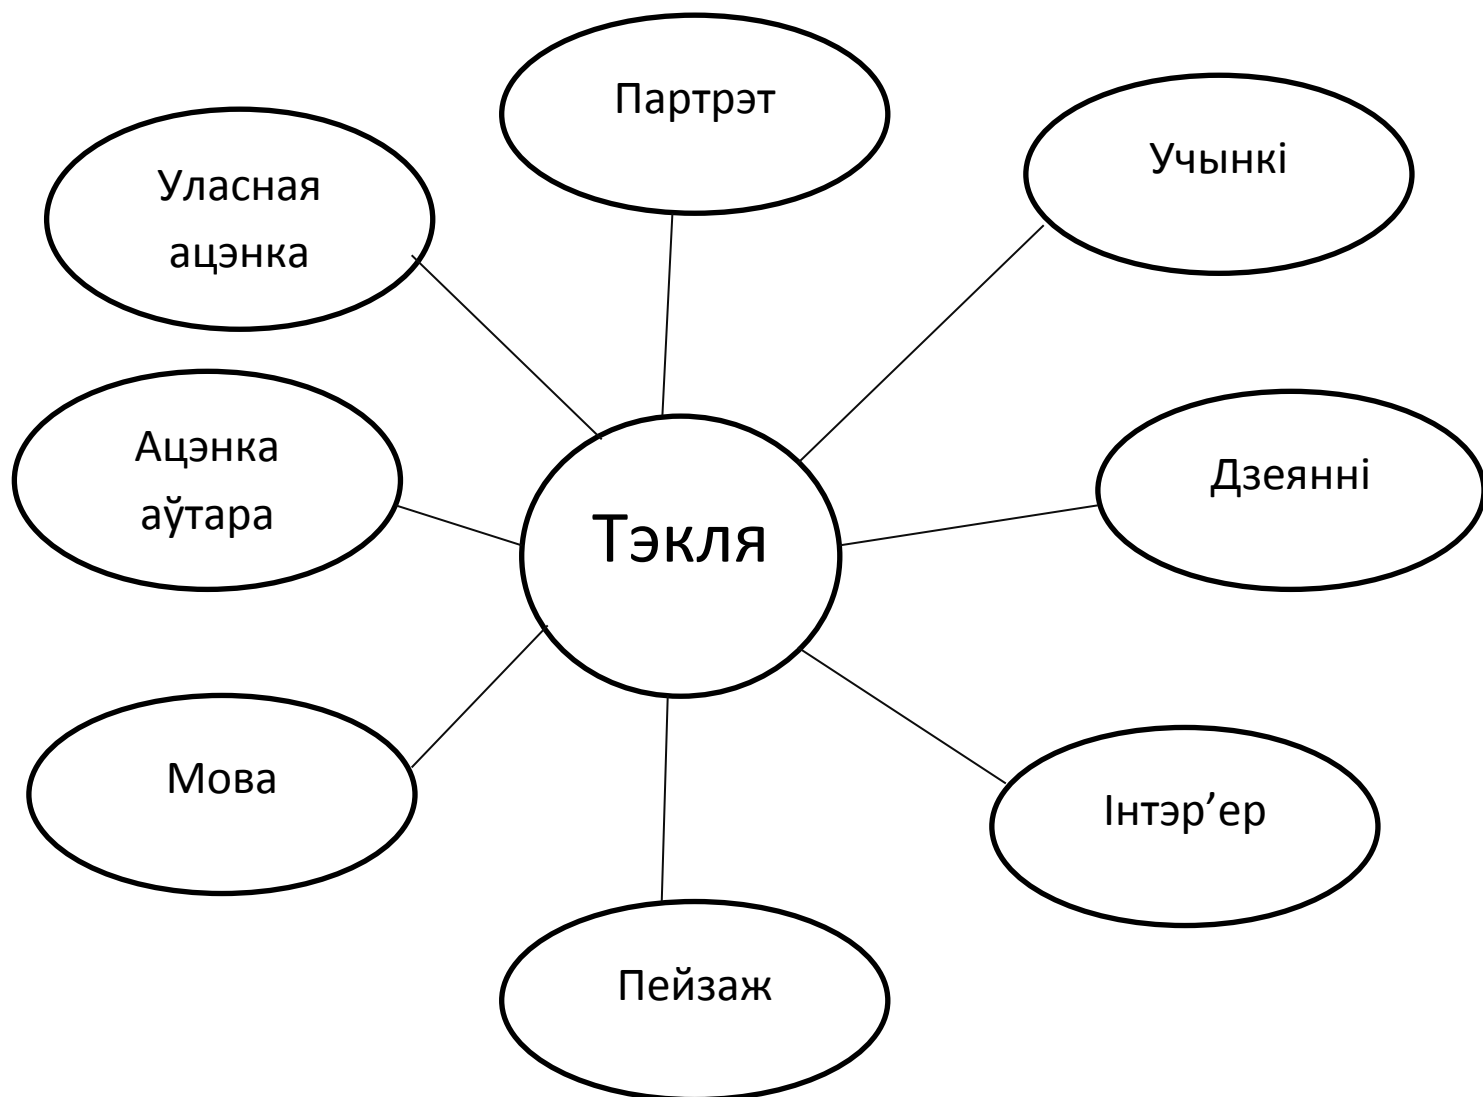 Партрэт
Учынкі
Уласная
ацэнка
Ацэнка
аўтара
Дзеянні
Тэкля
Мова
Інтэр’ер
Пейзаж